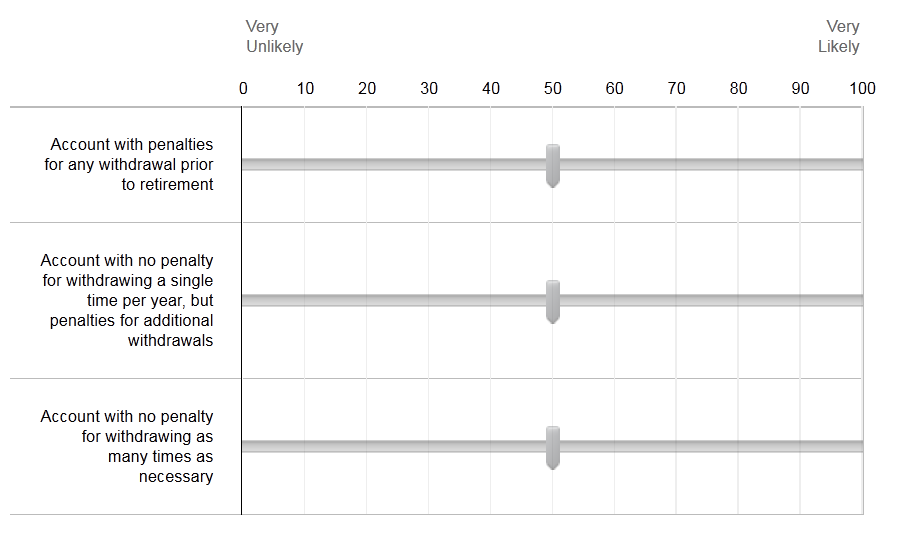 Very
Unlikely
Very
Likely
0 10 20 30 40 50 60 70 80 90 100
Account with penalties
for any withdrawal prior
to retirement
Account with no penalty
for withdrawing a single
time per year, but
penalties for additional
withdrawals
Account with no penalty
for withdrawing as
many times as
necessary